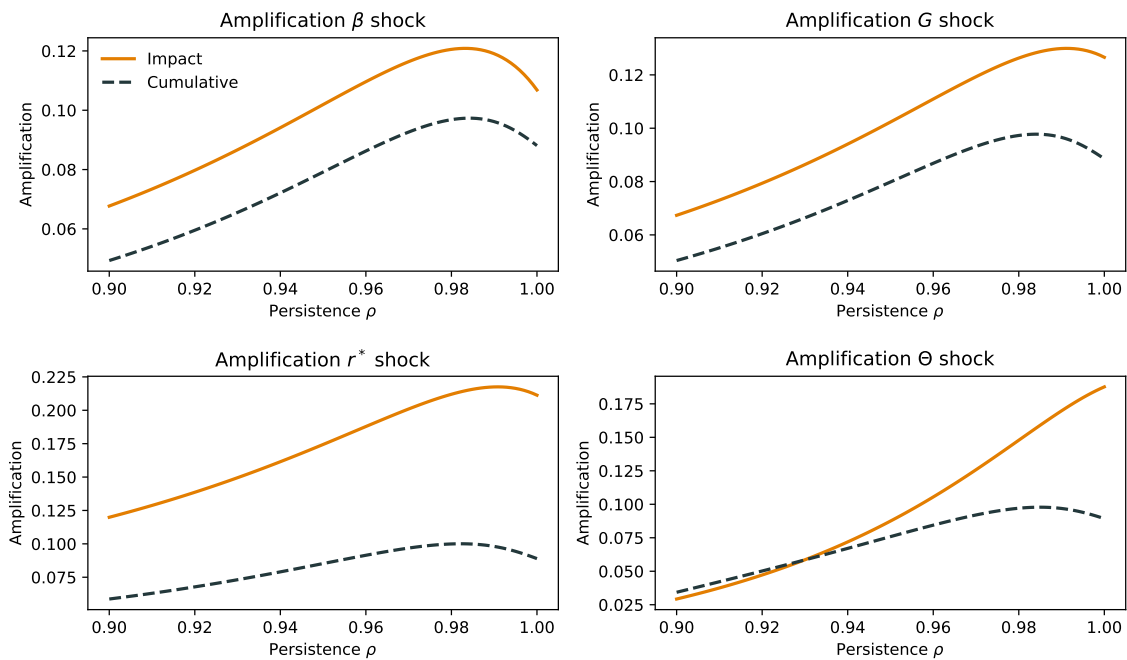 Amplification β shock
Impact
Cumulative
0.12
0.10
0.08
0.06
Amplification
0.90 0.92 0.94 0.96 0.98 1.00
Persistence ρ
Amplification G shock
0.12
0.10
0.08
0.06
Amplification
0.90 0.92 0.94 0.96 0.98 1.00
Persistence ρ
Amplification r* shock
0.225
0.200
0.175
0.150
0.125
0.100
0.075
Amplification
0.90 0.92 0.94 0.96 0.98 1.00
Persistence ρ
Amplification Θ shock
0.175
0.150
0.125
0.100
0.075
0.050
0.025
Amplification
0.90 0.92 0.94 0.96 0.98 1.00
Persistence ρ